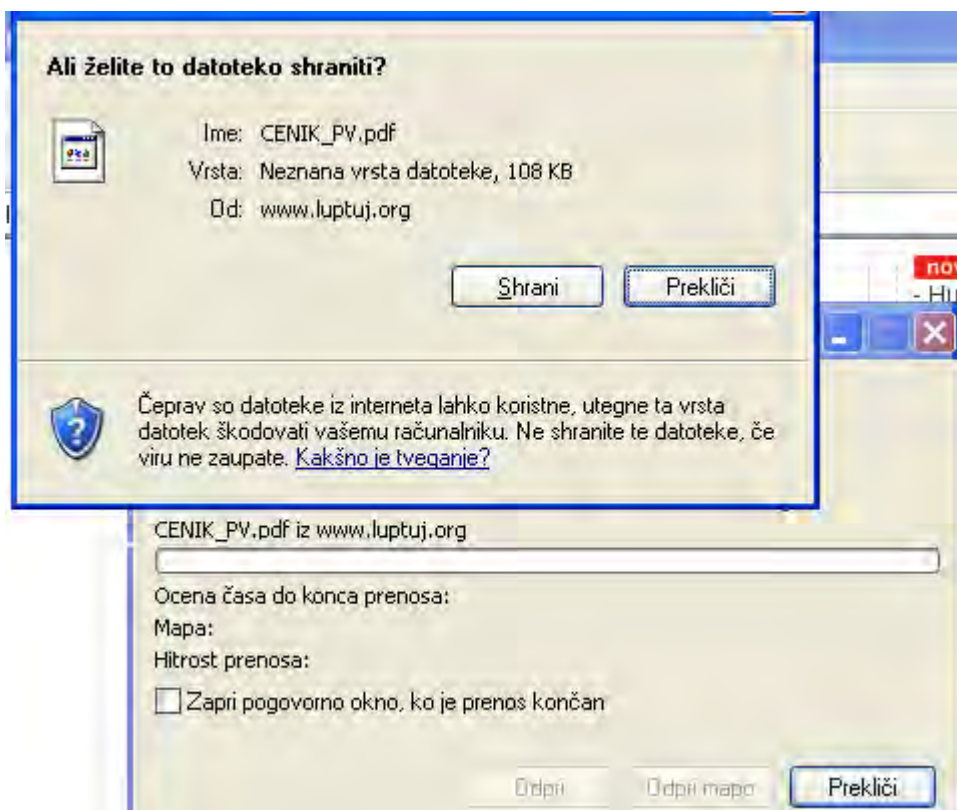 Ali želite to datoteko shraniti?
Ime: CENIK_PV.pdf
Vrsta: Neznana vrsta datoteke, 108 KB
Od: www.luptuj.org
Shrani
Prekliči
nov
- Hu
Čeprav so datoteke iz interneta lahko koristne, utegne ta vrsta
datotek škodovati vašemu računalniku. Ne shranite te datoteke, če
viru ne zaupate. Kakšno je tveganje?
CENIK_PV.pdf iz www.luptuj.org
Ocena časa do konca prenosa:
Mapa:
Hitrost prenosa:
Zapri pogovorno okno, ko je prenos končan
Odpri
Odpri mapo
Prekliči